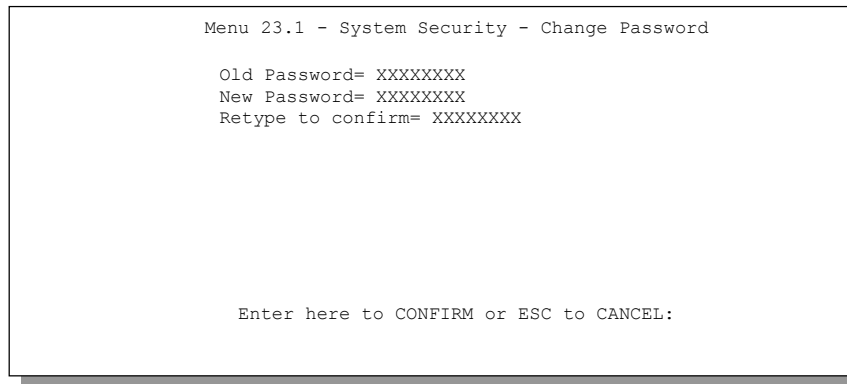 Menu 23.1 - System Security - Change Password
Old Password= XXXXXXXX
New Password= XXXXXXXX
Retype to confirm= XXXXXXXX
Enter here to CONFIRM or ESC to CANCEL: